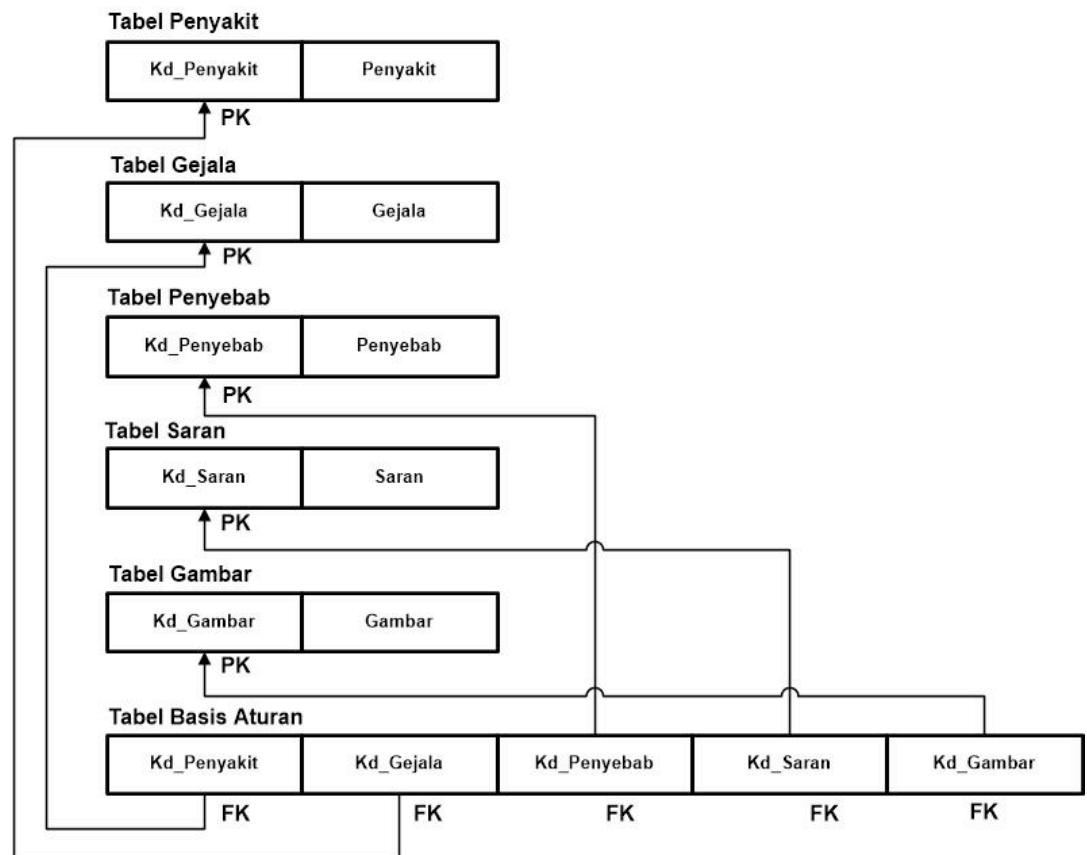 Tabel Penyakit
Kd_Penyakit Penyakit
PK
Tabel Gejala
Kd_Gejala Gejala
PK
Tabel Penyebab
Kd_Penyebab Penyebab
PK
Tabel Saran
Kd_Saran Saran
PK
Tabel Gambar
Kd_Gambar Gambar
PK
Tabel Basis Aturan
Kd_Penyakit Kd_Gejala Kd_Penyebab Kd_Saran Kd_Gambar
FK FK FK FK FK